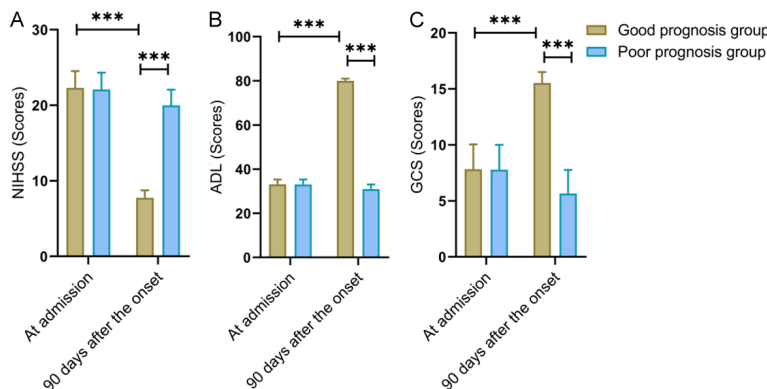 A
NIHSS (Scores)
30
20
10
0
***
***
At admission
90 days after the onset
B
ADL (Scores)
100
80
60
40
20
0
***
***
At admission
90 days after the onset
C
GCS (Scores)
20
15
10
5
0
***
***
At admission
90 days after the onset
Good prognosis group
Poor prognosis group